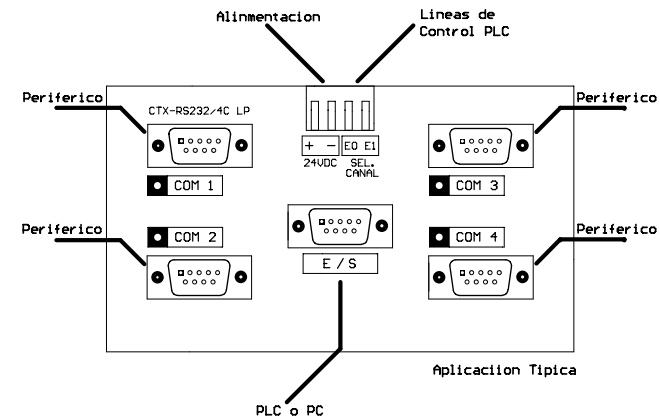 Alinmentacion
Lineas de
Control PLC
Periferico
Periferico
CTX-RS232/4C LP
+ - E0 E1
24VDC SEL.
CANAL
COM 1
COM 3
Periferico
Periferico
COM 2
COM 4
E / S
Aplicaciion Tipica
PLC o PC